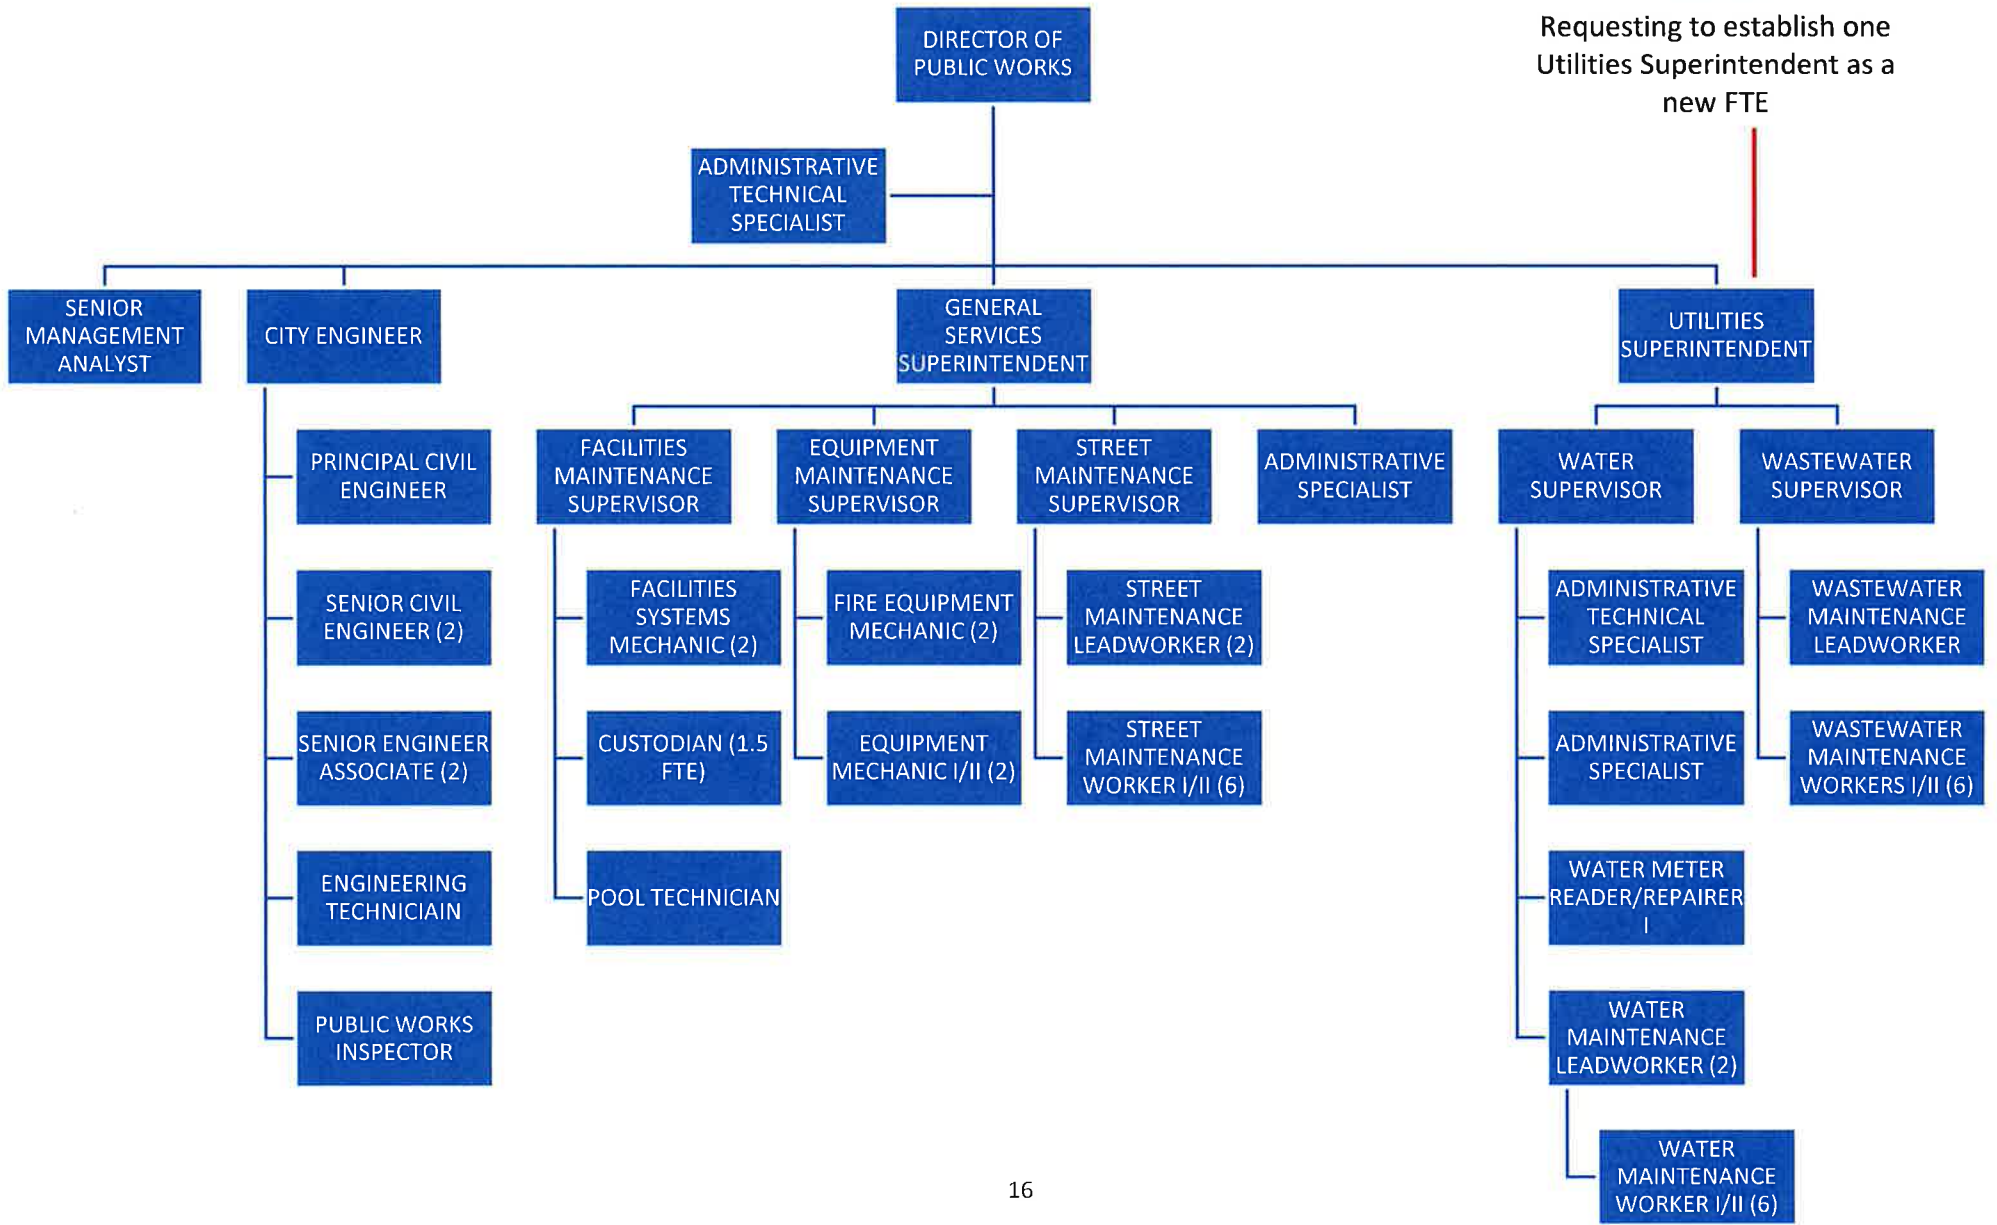 Requesting to establish one
Utilities Superintendent as a
new FTE
DIRECTOR OF
PUBLIC WORKS
ADMINISTRATIVE
TECHNICAL
SPECIALIST
SENIOR
MANAGEMENT
ANALYST
CITY ENGINEER
GENERAL
SERVICES
SUPERINTENDENT
UTILITIES
SUPERINTENDENT
PRINCIPAL CIVIL
ENGINEER
SENIOR CIVIL
ENGINEER (2)
SENIOR ENGINEER
ASSOCIATE (2)
ENGINEERING
TECHNICIAIN
PUBLIC WORKS
INSPECTOR
FACILITIES
MAINTENANCE
SUPERVISOR
FACILITIES
SYSTEMS
MECHANIC (2)
CUSTODIAN (1.5
FTE)
POOL TECHNICIAN
EQUIPMENT
MAINTENANCE
SUPERVISOR
FIRE EQUIPMENT
MECHANIC (2)
EQUIPMENT
MECHANIC I/II (2)
STREET
MAINTENANCE
SUPERVISOR
STREET
MAINTENANCE
LEADWORKER (2)
STREET
MAINTENANCE
WORKER I/II (6)
ADMINISTRATIVE
SPECIALIST
WATER
SUPERVISOR
ADMINISTRATIVE
TECHNICAL
SPECIALIST
ADMINISTRATIVE
SPECIALIST
WATER METER
READER/REPAIRER
I
WATER
MAINTENANCE
LEADWORKER (2)
WATER
MAINTENANCE
WORKER I/II (6)
WASTEWATER
SUPERVISOR
WASTEWATER
MAINTENANCE
LEADWORKER
WASTEWATER
MAINTENANCE
WORKERS I/II (6)
16